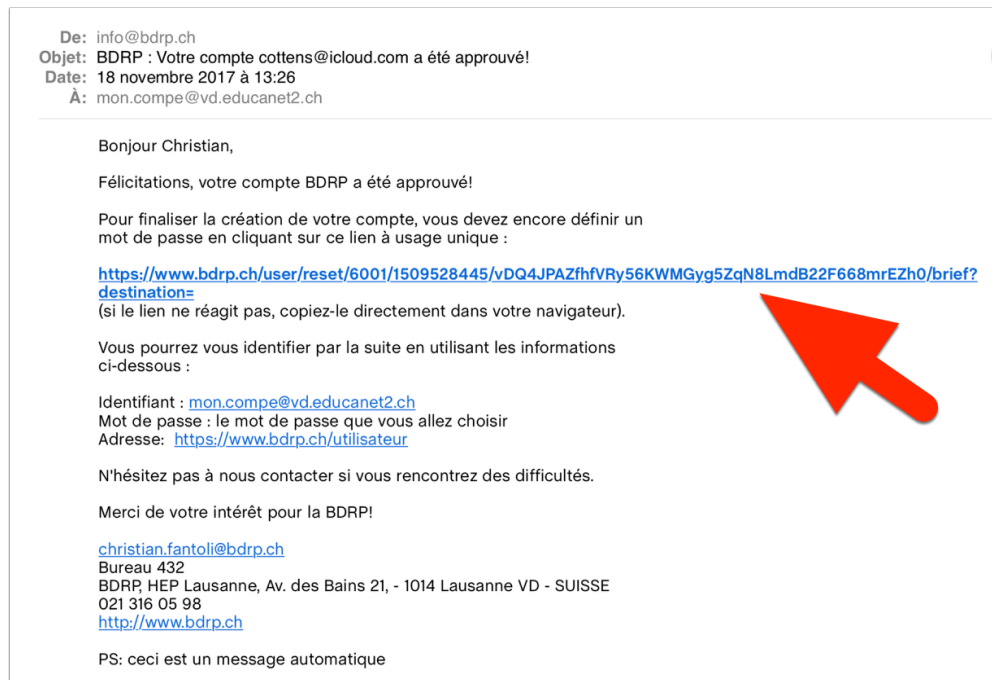 De: info@bdrp.ch
Objet: BDRP : Votre compte cottens@icloud.com a été approuvé!
Date: 18 novembre 2017 à 13:26
À: mon.compe@vd.educanet2.ch
Bonjour Christian,
Félicitations, votre compte BDRP a été approuvé!
Pour finaliser la création de votre compte, vous devez encore définir un
mot de passe en cliquant sur ce lien à usage unique :
https://www.bdrp.ch/user/reset/6001/1509528445/vDQ4JPAZfhfVRy56KWMGyg5ZqN8LmdB22F668mrEZh0/brief?
destination=
(si le lien ne réagit pas, copiez-le directement dans votre navigateur).
Vous pourrez vous identifier par la suite en utilisant les informations
ci-dessous :
Identifiant : mon.compe@vd.educanet2.ch
Mot de passe : le mot de passe que vous allez choisir
Adresse: https://www.bdrp.ch/utilisateur
N'hésitez pas à nous contacter si vous rencontrez des difficultés.
Merci de votre intérêt pour la BDRP!
christian.fantoli@bdrp.ch
Bureau 432
BDRP, HEP Lausanne, Av. des Bains 21, - 1014 Lausanne VD - SUISSE
021 316 05 98
http://www.bdrp.ch
PS: ceci est un message automatique